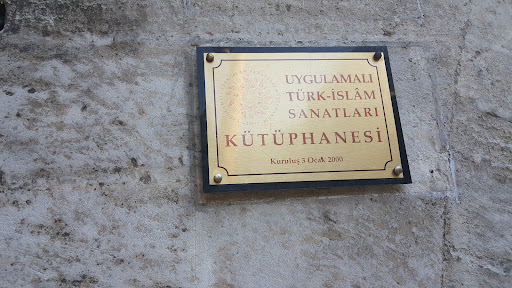 UYGULAMALI
TÜRK-İSLÂM
SANATLARI
KÜTÜPHANESİ
Kuruluş 3 Ocak 2000